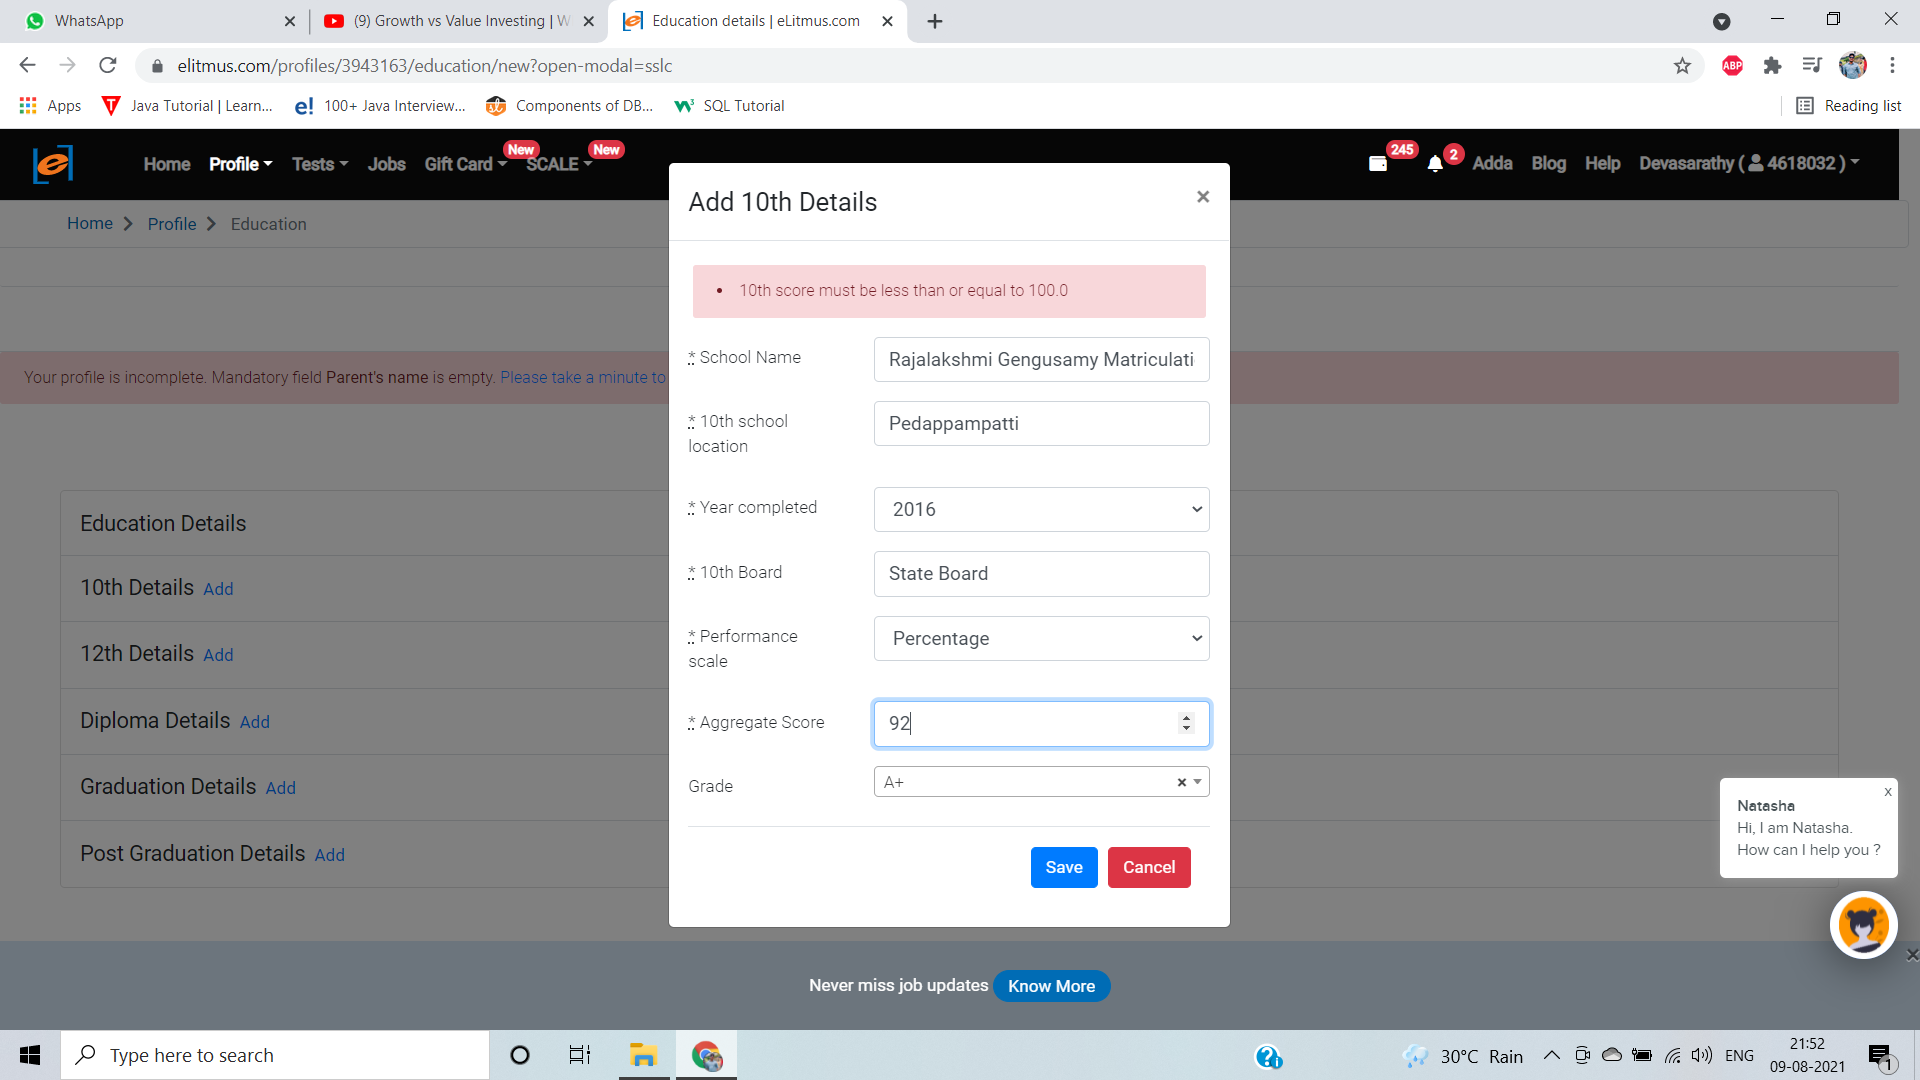 WhatsApp
(9) Growth vs Value Investing | W
Education details | eLitmus.com
elitmus.com/profiles/3943163/education/new?open-modal=sslc
ABP
Apps
Java Tutorial | Learn...
e! 100+ Java Interview...
Components of DB...
SQL Tutorial
Reading list
Home
Profile
Tests
Jobs
Gift Card
New
SCALE
New
245
2
Adda
Blog
Help
Devasarathy ( 4618032 )
Home
Profile
Education
Your profile is incomplete. Mandatory field Parent's name is empty. Please take a minute to
Education Details
10th Details Add
12th Details Add
Diploma Details Add
Graduation Details Add
Post Graduation Details Add
Add 10th Details
×
• 10th score must be less than or equal to 100.0
* School Name
Rajalakshmi Gengusamy Matriculati
* 10th school
location
Pedappampatti
* Year completed
2016
* 10th Board
State Board
* Performance
scale
Percentage
* Aggregate Score
92
Grade
A+
Save
Cancel
x
Natasha
Hi, I am Natasha.
How can I help you ?
Never miss job updates
Know More
Type here to search
30°C Rain
ENG
21:52
09-08-2021
1